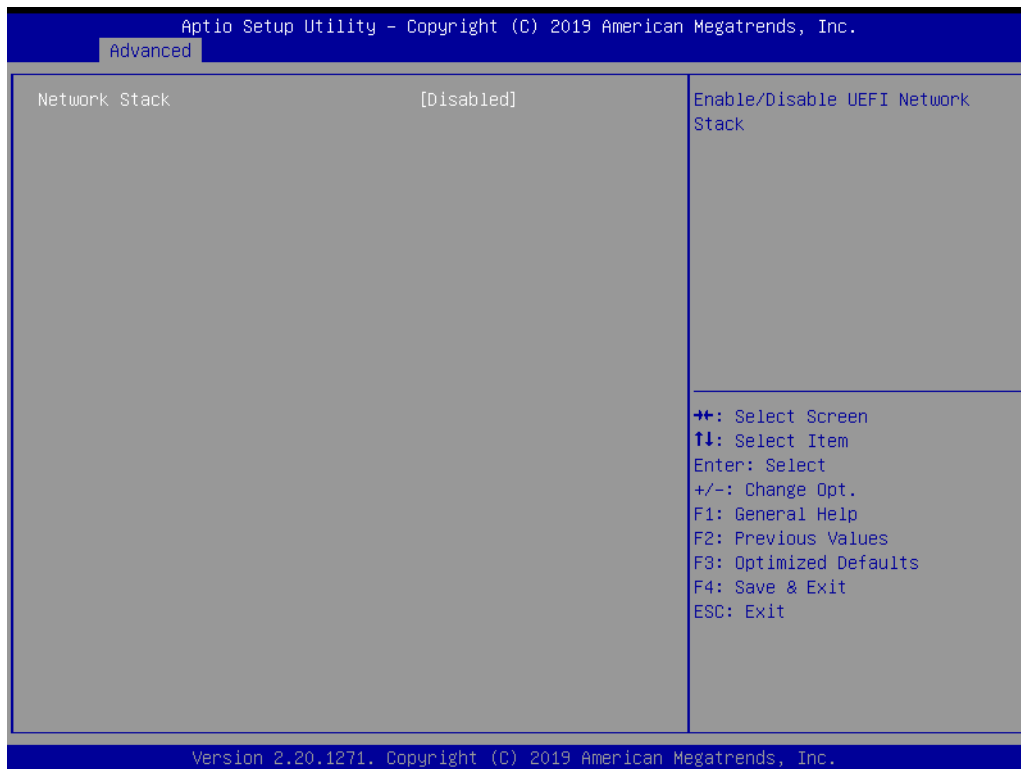 Aptio Setup Utility – Copyright (C) 2019 American Megatrends, Inc.
Advanced
Network Stack [Disabled]
Enable/Disable UEFI Network
Stack
→←: Select Screen
↑↓: Select Item
Enter: Select
+/-: Change Opt.
F1: General Help
F2: Previous Values
F3: Optimized Defaults
F4: Save & Exit
ESC: Exit
Version 2.20.1271. Copyright (C) 2019 American Megatrends, Inc.